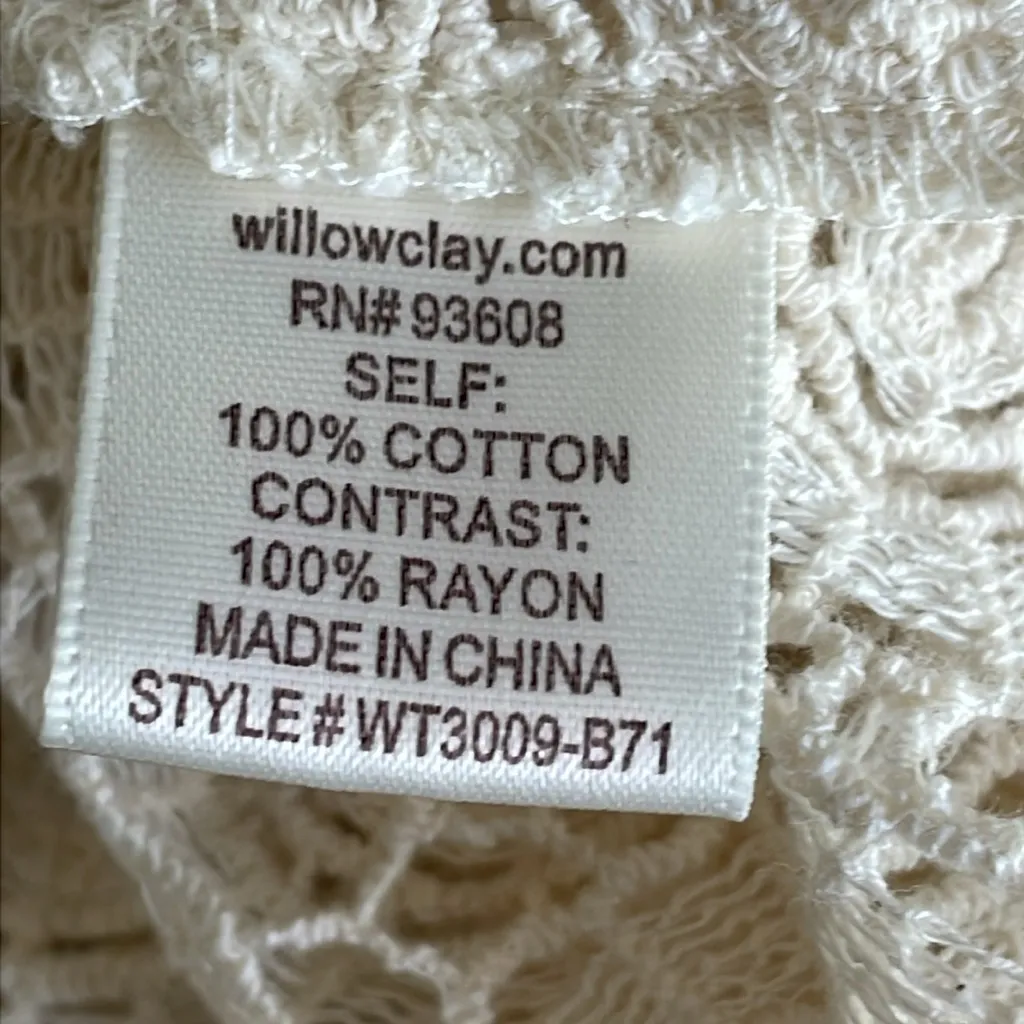 willowclay.com
RN# 93608
SELF:
100% COTTON
CONTRAST:
100% RAYON
MADE IN CHINA
STYLE # WT3009-B71